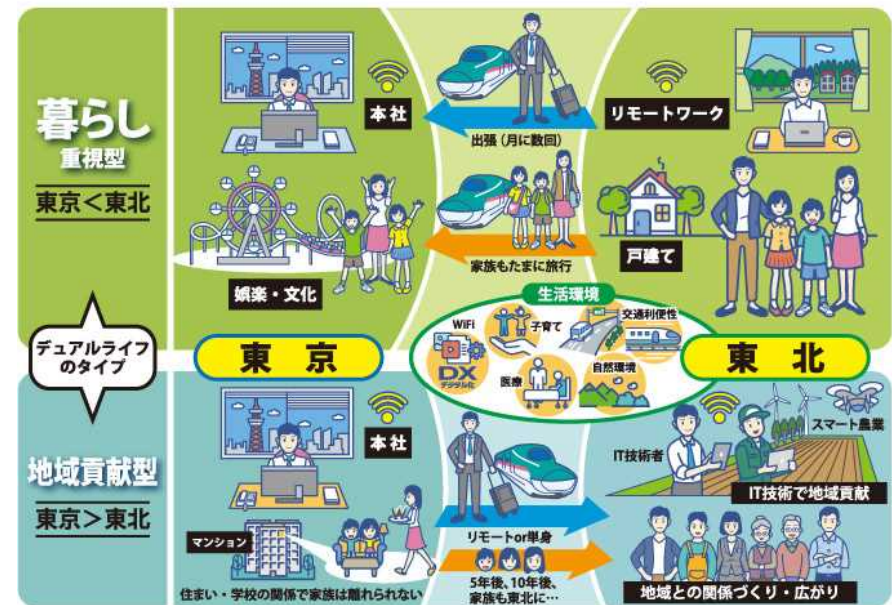 暮らし
重視型
東京<東北
本社
出張（月に数回）
リモートワーク
娯楽・文化
家族もたまに旅行
戸建て
デュアルライフ
のタイプ
東京
生活環境
WiFi
子育て
交通利便性
DX
デジタル化
医療
自然環境
東北
地域貢献型
東京>東北
本社
マンション
住まい・学校の関係で家族は離れられない
リモートor単身
5年後、10年後、
家族も東北に…
IT技術者
スマート農業
IT技術で地域貢献
地域との関係づくり・広がり